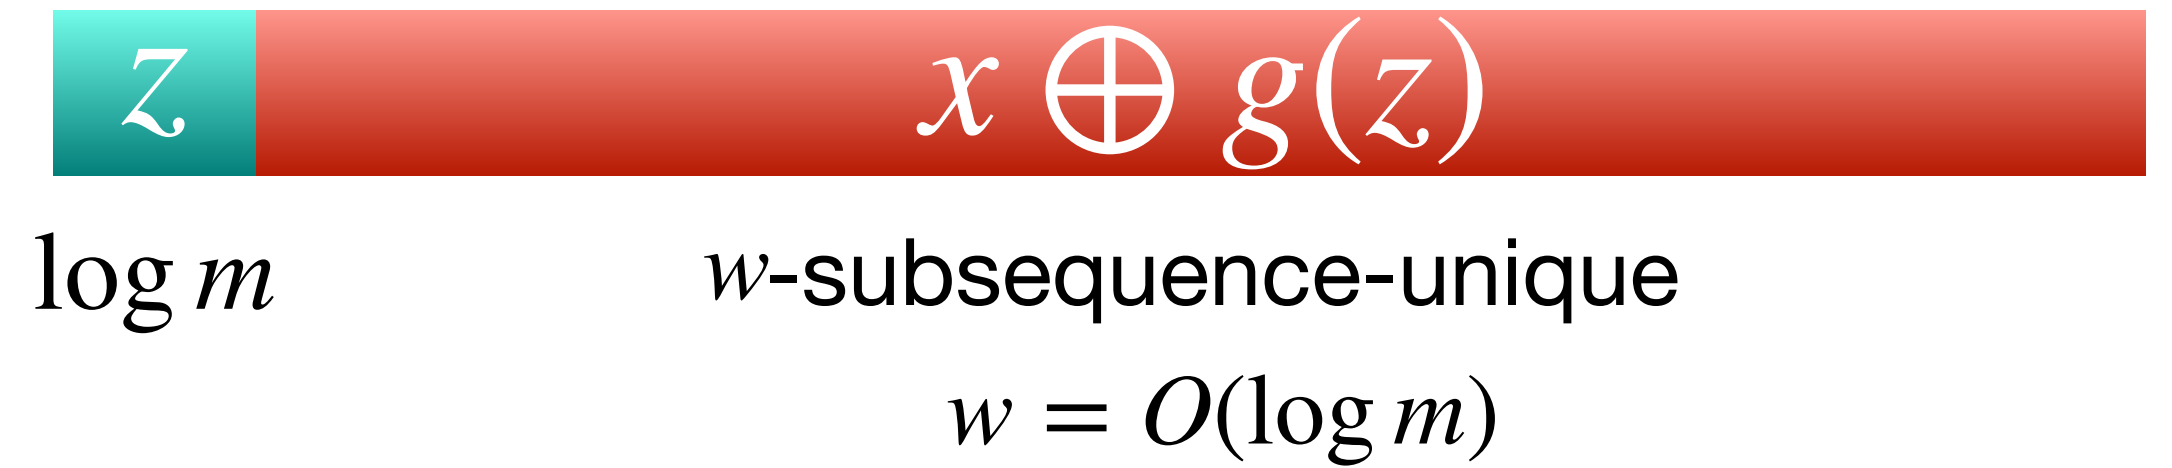 z x ⊕ g(z)
log m w-subsequence-unique
w = O(log m)